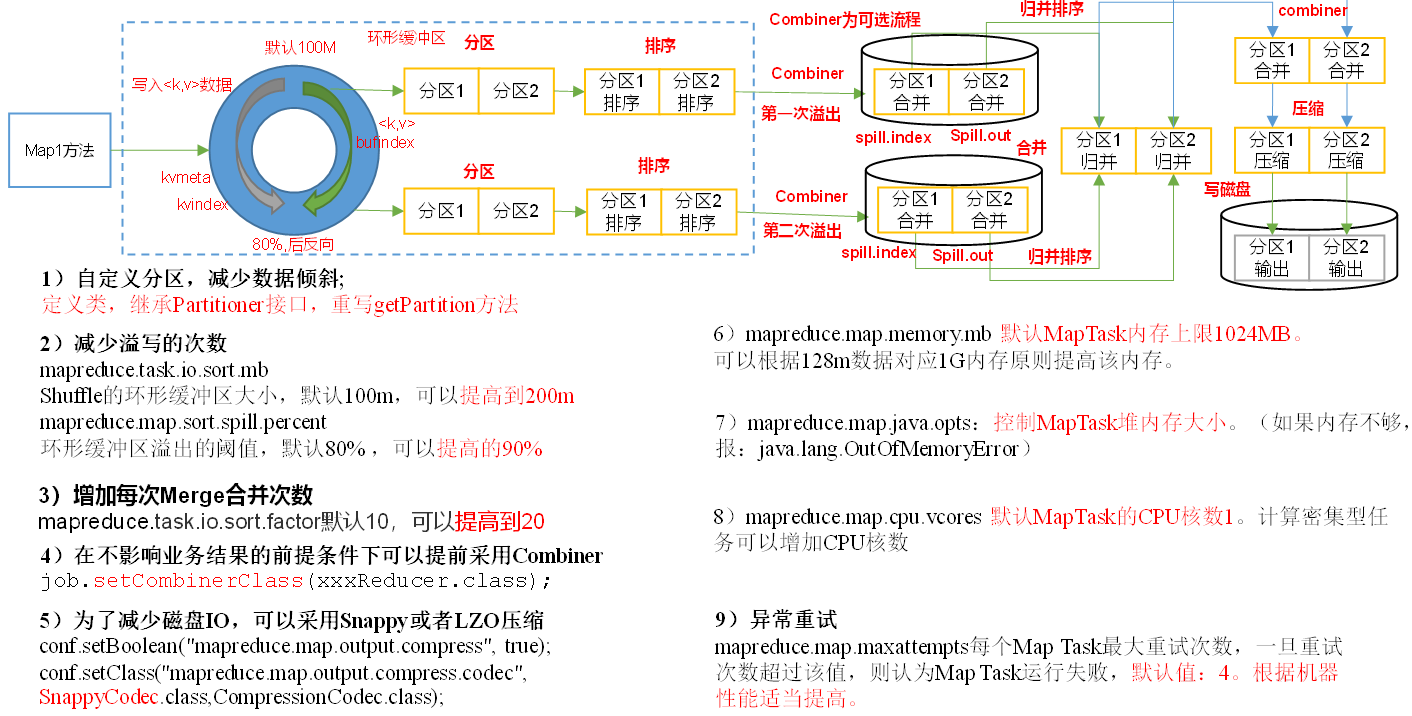 默认100M
环形缓冲区
写入<k,v>数据
Map1方法
<k,v>
bufindex
kvmeta
kvindex
80%,后反向
分区
排序
分区1
分区2
分区1
排序
分区2
排序
分区
排序
分区1
分区2
分区1
排序
分区2
排序
Combiner为可选流程
Combiner
第一次溢出
分区1
合并
分区2
合并
spill.index
Spill.out
Combiner
第二次溢出
分区1
合并
分区2
合并
spill.index
Spill.out
归并排序
合并
分区1
归并
分区2
归并
归并排序
combiner
分区1
合并
分区2
合并
压缩
分区1
压缩
分区2
压缩
写磁盘
分区1
输出
分区2
输出
1）自定义分区，减少数据倾斜;
定义类，继承Partitioner接口，重写getPartition方法
2）减少溢写的次数
mapreduce.task.io.sort.mb
Shuffle的环形缓冲区大小，默认100m，可以提高到200m
mapreduce.map.sort.spill.percent
环形缓冲区溢出的阈值，默认80% ，可以提高的90%
3）增加每次Merge合并次数
mapreduce.task.io.sort.factor默认10，可以提高到20
4）在不影响业务结果的前提条件下可以提前采用Combiner
job.setCombinerClass(xxxReducer.class);
5）为了减少磁盘IO，可以采用Snappy或者LZO压缩
conf.setBoolean("mapreduce.map.output.compress", true);
conf.setClass("mapreduce.map.output.compress.codec",
SnappyCodec.class,CompressionCodec.class);
6）mapreduce.map.memory.mb 默认MapTask内存上限1024MB。
可以根据128m数据对应1G内存原则提高该内存。
7）mapreduce.map.java.opts：控制MapTask堆内存大小。（如果内存不够，
报：java.lang.OutOfMemoryError）
8）mapreduce.map.cpu.vcores 默认MapTask的CPU核数1。计算密集型任
务可以增加CPU核数
9）异常重试
mapreduce.map.maxattempts每个Map Task最大重试次数，一旦重试
次数超过该值，则认为Map Task运行失败，默认值：4。根据机器
性能适当提高。